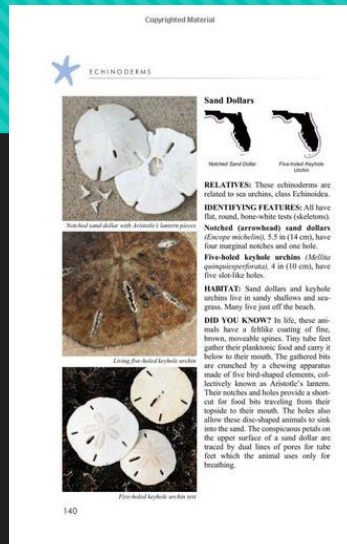 Copyrighted Material
ECHINODERMS
Sand Dollars
Notched Sand Dollar
Five-holed Keyhole
Urchin
RELATIVES: These echinoderms are
related to sea urchins, class Echinoidea.
IDENTIFYING FEATURES: All have
flat, round, bone-white tests (skeletons).
Notched (arrowhead) sand dollars
(Encope michelini), 5.5 in (14 cm), have
four marginal notches and one hole.
Five-holed keyhole urchins (Mellita
quinquiesperforata), 4 in (10 cm), have
five slot-like holes.
HABITAT: Sand dollars and keyhole
urchins live in sandy shallows and sea-
grass. Many live just off the beach.
DID YOU KNOW? In life, these ani-
mals have a feltlike coating of fine,
brown, moveable spines. Tiny tube feet
gather their planktonic food and carry it
below to their mouth. The gathered bits
are crunched by a chewing apparatus
made of five bird-shaped elements, col-
lectively known as Aristotle's lantern.
Their notches and holes provide a short-
cut for food bits traveling from their
topside to their mouth. The holes also
allow these disc-shaped animals to sink
into the sand. The conspicuous petals on
the upper surface of a sand dollar are
traced by dual lines of pores for tube
feet which the animal uses only for
breathing.
Notched sand dollar with Aristotle's lantern pieces
Living five-holed keyhole urchin
Five-holed keyhole urchin test
140